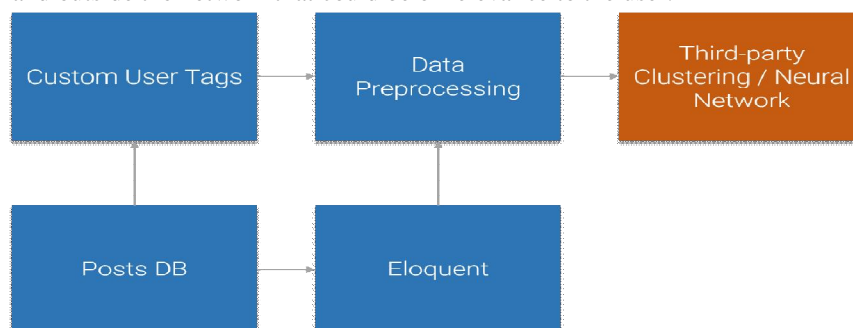 Custom User Tags
Data
Preprocessing
Third-party
Clustering / Neural
Network
Posts DB
Eloquent